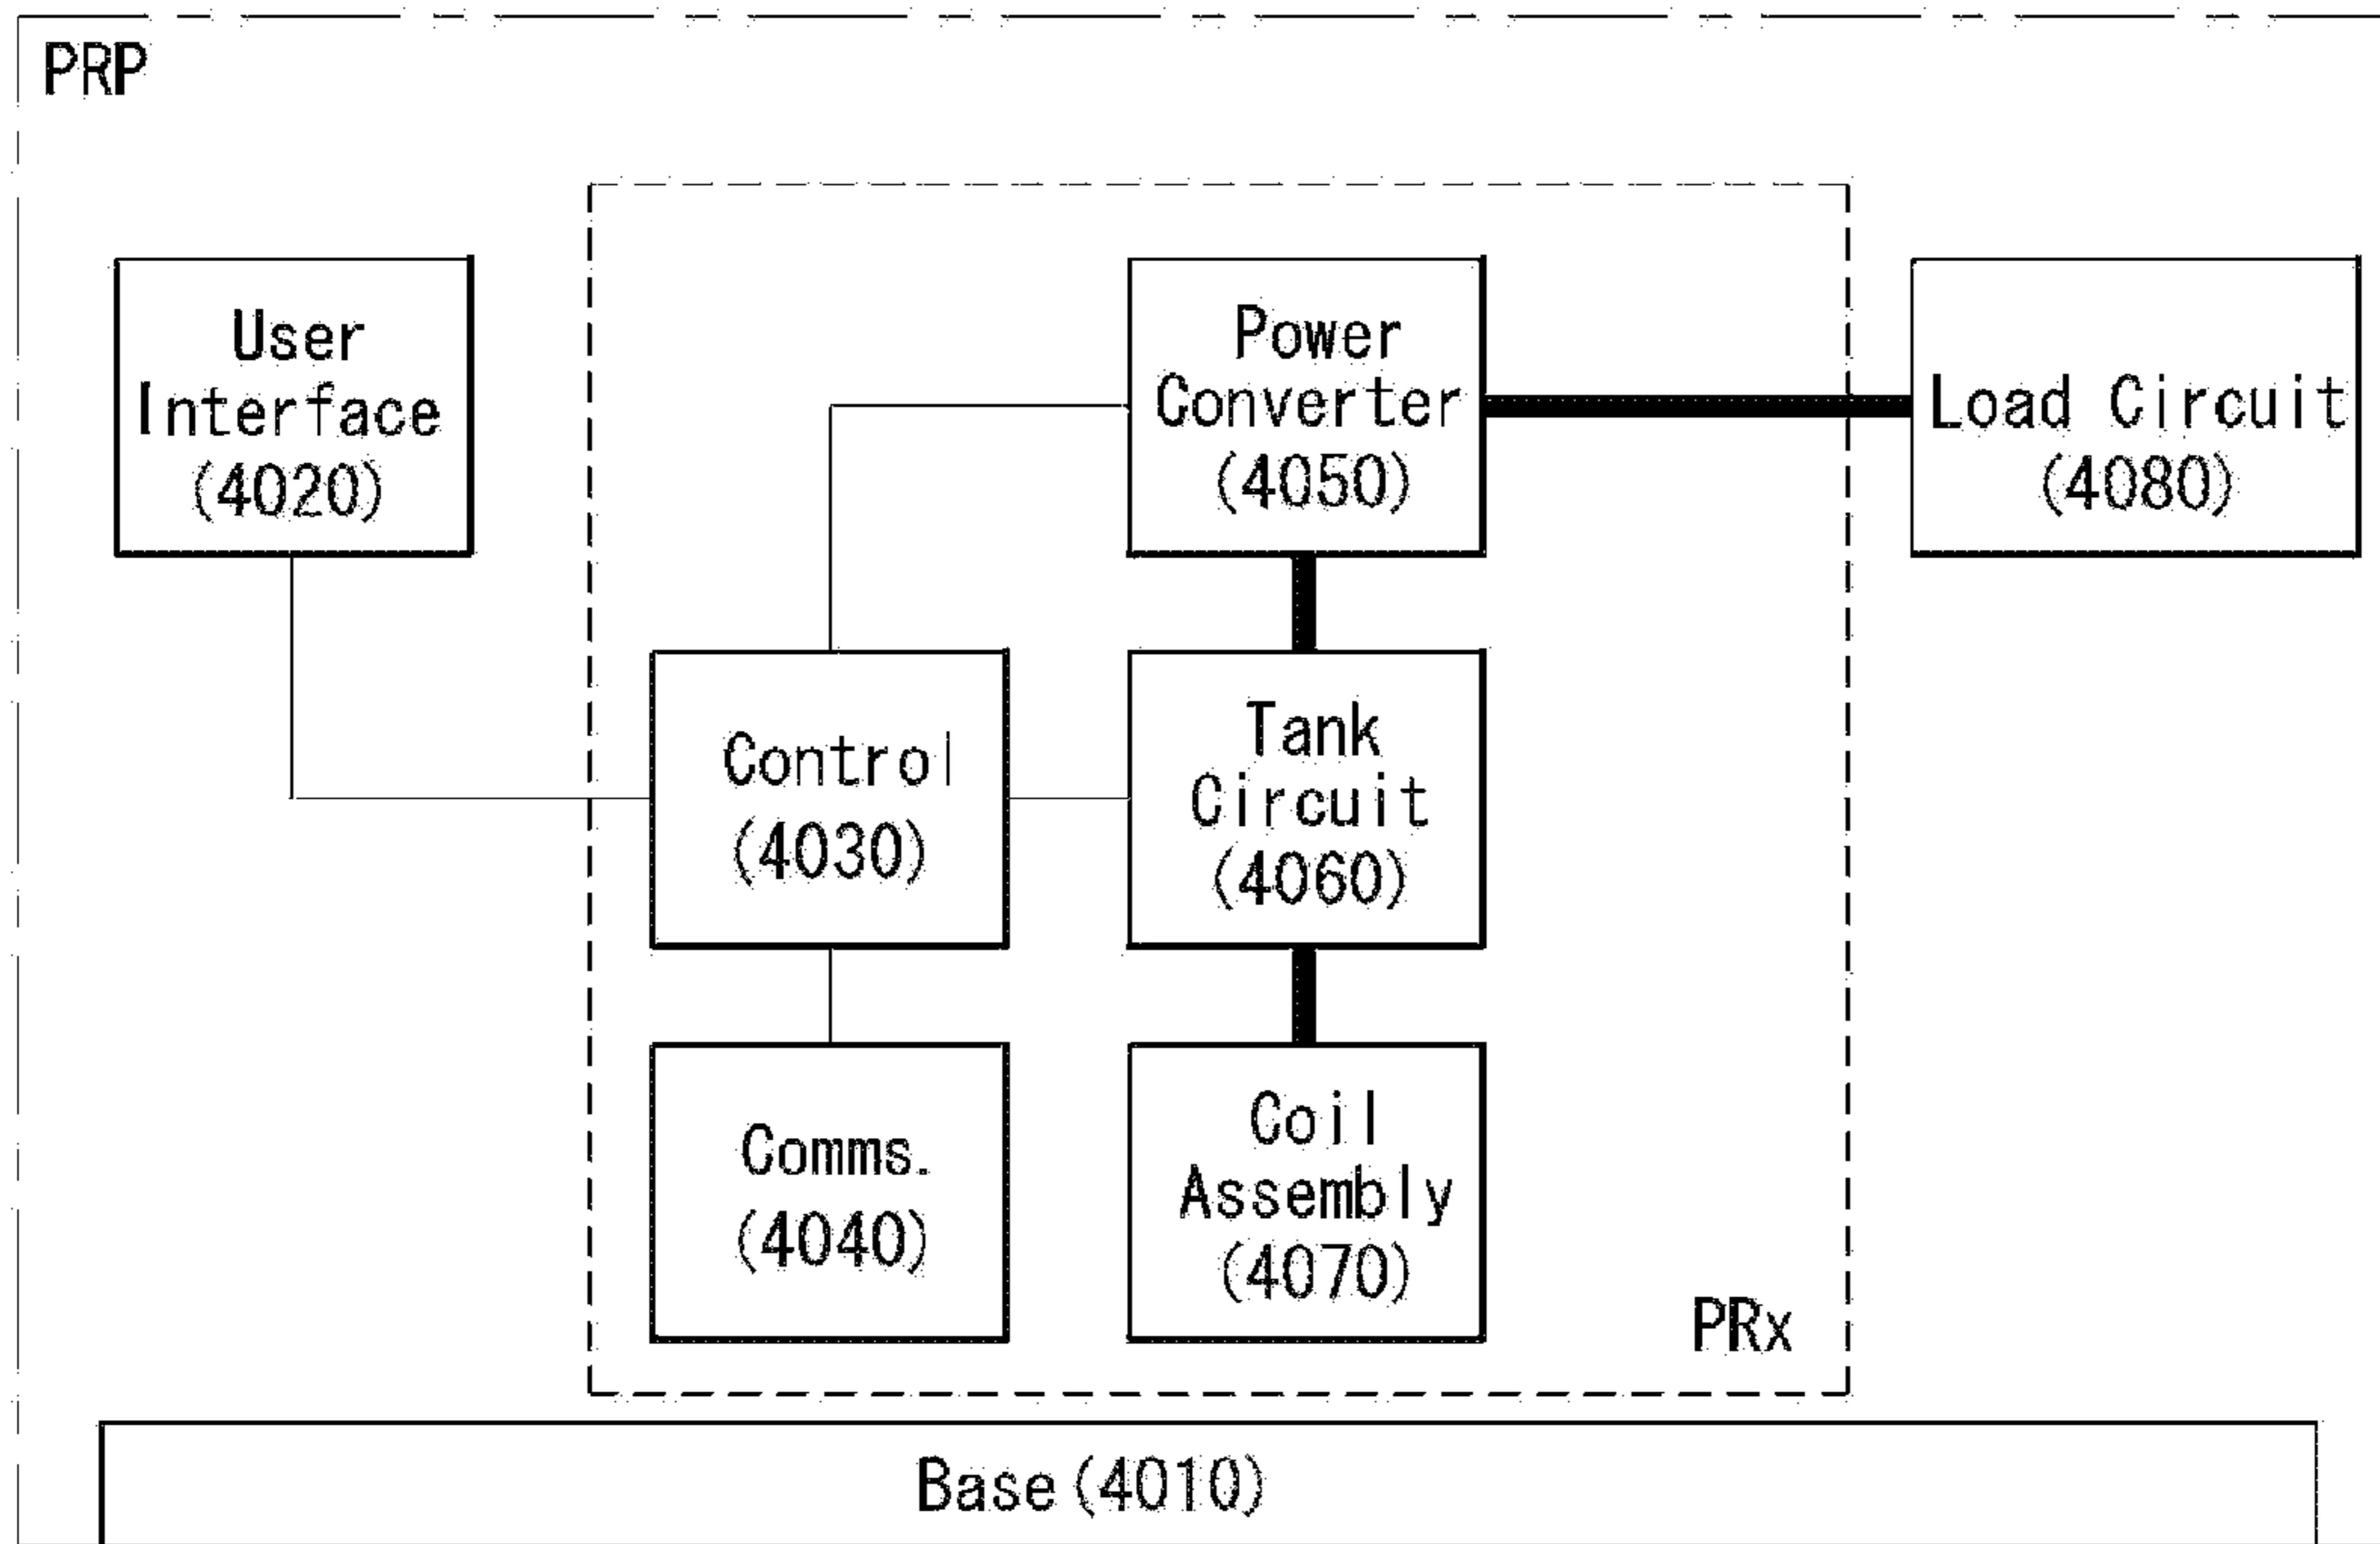 PRP
User
Interface
(4020)
Power
Converter
(4050)
Load Circuit
(4080)
Control
(4030)
Tank
Circuit
(4060)
Comms.
(4040)
Coil
Assembly
(4070)
PRx
Base (4010)